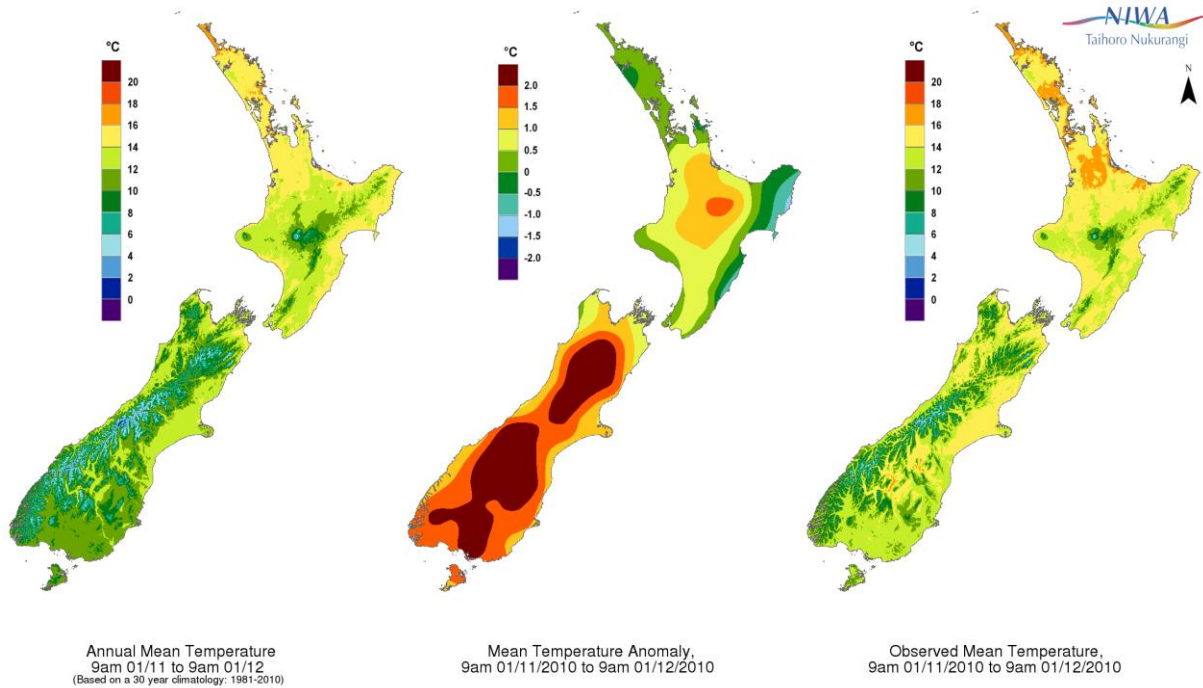 NIWA
Taihoro Nukurangi
N
°C
20
18
16
14
12
10
8
6
4
2
0
Annual Mean Temperature
9am 01/11 to 9am 01/12
(Based on a 30 year climatology: 1981-2010)
°C
2.0
1.5
1.0
0.5
0
-0.5
-1.0
-1.5
-2.0
Mean Temperature Anomaly,
9am 01/11/2010 to 9am 01/12/2010
°C
20
18
16
14
12
10
8
6
4
2
0
Observed Mean Temperature,
9am 01/11/2010 to 9am 01/12/2010